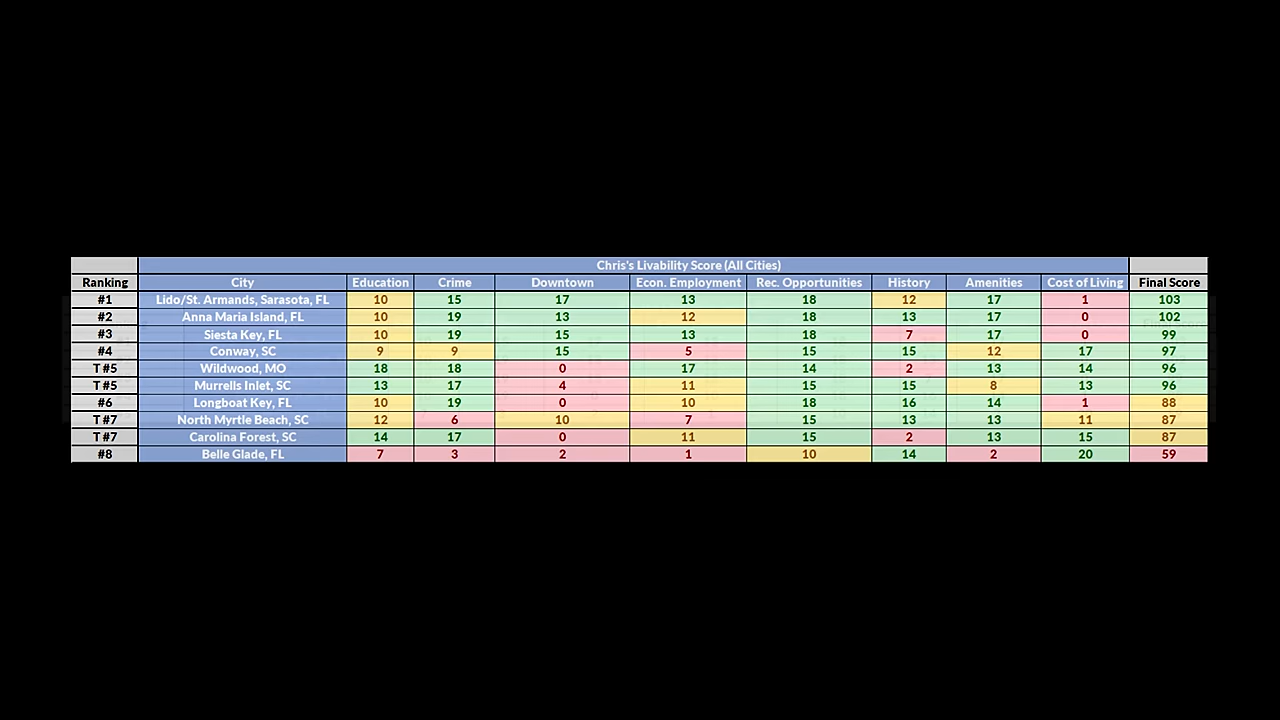 Chris's Livability Score (All Cities)
Ranking City Education Crime Downtown Econ. Employment Rec. Opportunities History Amenities Cost of Living Final Score
#1 Lido/St. Armands, Sarasota, FL 10 15 17 13 18 12 17 1 103
#2 Anna Maria Island, FL 10 19 13 12 18 13 17 0 102
#3 Siesta Key, FL 10 19 15 13 18 7 17 0 99
#4 Conway, SC 9 9 15 5 15 15 12 17 97
T #5 Wildwood, MO 18 18 0 17 14 2 13 14 96
T #5 Murrells Inlet, SC 13 17 4 11 15 15 8 13 96
#6 Longboat Key, FL 10 19 0 10 18 16 14 1 88
T #7 North Myrtle Beach, SC 12 6 10 7 15 13 13 11 87
T #7 Carolina Forest, SC 14 17 0 11 15 2 13 15 87
#8 Belle Glade, FL 7 3 2 1 10 14 2 20 59